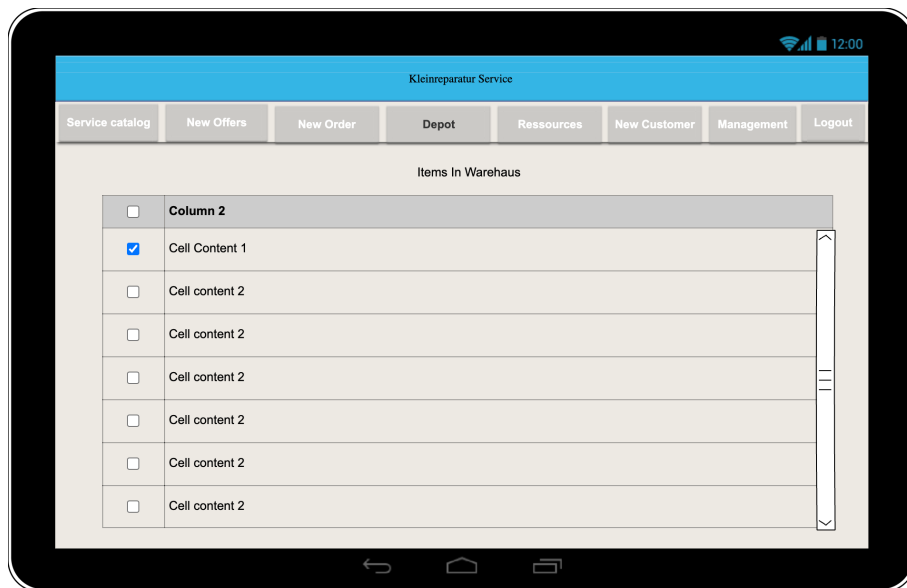 12:00
Kleinreparatur Service
Service catalog New Offers New Order Depot Ressources New Customer Management Logout
Items In Warehaus
Column 2
Cell Content 1
Cell content 2
Cell content 2
Cell content 2
Cell content 2
Cell content 2
Cell content 2